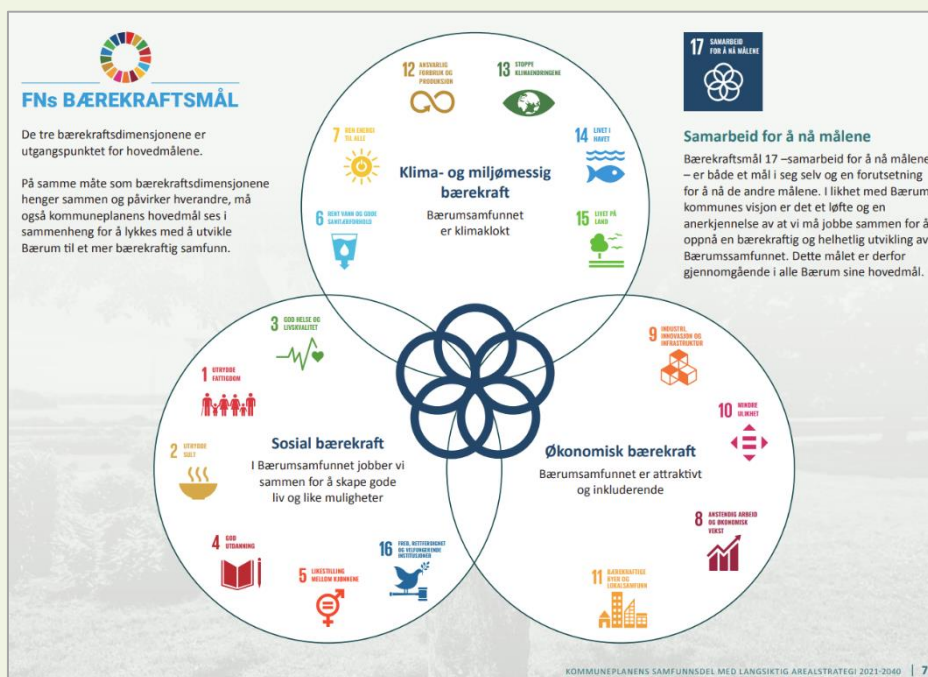 FNs BÆREKRAFTSMÅL
De tre bærekraftsdimensjonene er
utgangspunktet for hovedmålene.
På samme måte som bærekraftsdimensjonene
henger sammen og påvirker hverandre, må
også kommuneplanens hovedmål ses i
sammenheng for å lykkes med å utvikle
Bærum til et mer bærekraftig samfunn.
12 ANSVARLIG
FORBRUK OG
PRODUKSJON
13 STOPPE
KLIMAENDRINGENE
7 REN ENERGI
TIL ALLE
14 LIVET I
HAVET
6 RENT VANN OG GODE
SANITÆRFORHOLD
15 LIVET PÅ
LAND
Klima- og miljømessig
bærekraft
Bærumsamfunnet
er klimaklokt
3 GOD HELSE OG
LIVSKVALITET
1 UTRYDDE
FATTIGDOM
2 UTRYDDE
SULT
Sosial bærekraft
I Bærumsamfunnet jobber vi
sammen for å skape gode
liv og like muligheter
4 GOD
UTDANNING
5 LIKESTILLING
MELLOM KJØNNENE
16 FRED, RETTFERDIGHET
OG VELFUNGERENDE
INSTITUSJONER
9 INDUSTRI,
INNOVASJON OG
INFRASTRUKTUR
10 MINDRE
ULIKHET
Økonomisk bærekraft
Bærumsamfunnet er attraktivt
og inkluderende
8 ANSTENDIG ARBEID
OG ØKONOMISK
VEKST
11 BÆREKRAFTIGE
BYER OG
LOKALSAMFUNN
17 SAMARBEID
FOR Å NÅ MÅLENE
Samarbeid for å nå målene
Bærekraftsmål 17 –samarbeid for å nå målene
– er både et mål i seg selv og en forutsetning
for å nå de andre målene. I likhet med Bærum
kommunes visjon er det et løfte og en
anerkjennelse av at vi må jobbe sammen for å
oppnå en bærekraftig og helhetlig utvikling av
Bærumssamfunnet. Dette målet er derfor
gjennomgående i alle Bærum sine hovedmål.
KOMMUNEPLANENS SAMFUNNSDEL MED LANGSIKTIG AREALSTRATEGI 2021-2040 | 7